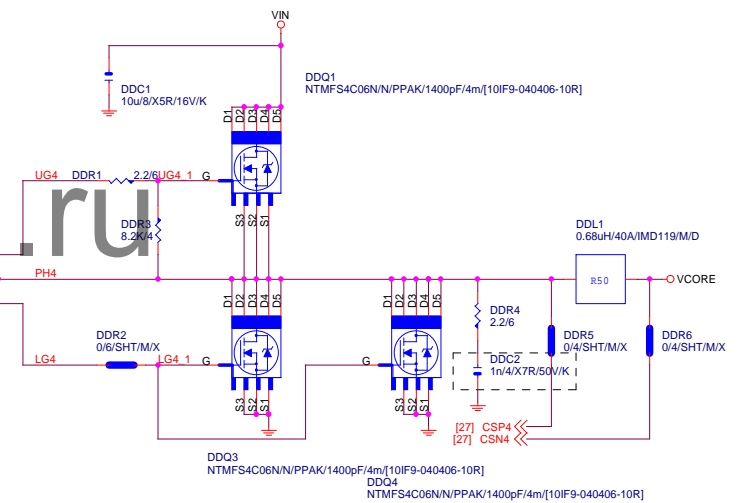 VIN
DDC1
10u/8/X5R/16V/K
DDQ1
NTMFS4C06N/N/PPAK/1400pF/4m/[10IF9-040406-10R]
D1 D2 D3 D4 D5
UG4 DDR1 2.2/6 UG4_1 G
S3 S2 S1
.ru
DDR3
8.2K/4
PH4
DDL1
0.68uH/40A/IMD119/M/D
R50
VCORE
D1 D2 D3 D4 D5
D1 D2 D3 D4 D5
DDR4
2.2/6
DDR2
0/6/SHT/M/X
LG4 LG4_1 G
G
DDR5
0/4/SHT/M/X
DDR6
0/4/SHT/M/X
DDC2
1n/4/X7R/50V/K
S3 S2 S1
S3 S2 S1
[27] CSP4
[27] CSN4
DDQ3
NTMFS4C06N/N/PPAK/1400pF/4m/[10IF9-040406-10R]
DDQ4
NTMFS4C06N/N/PPAK/1400pF/4m/[10IF9-040406-10R]